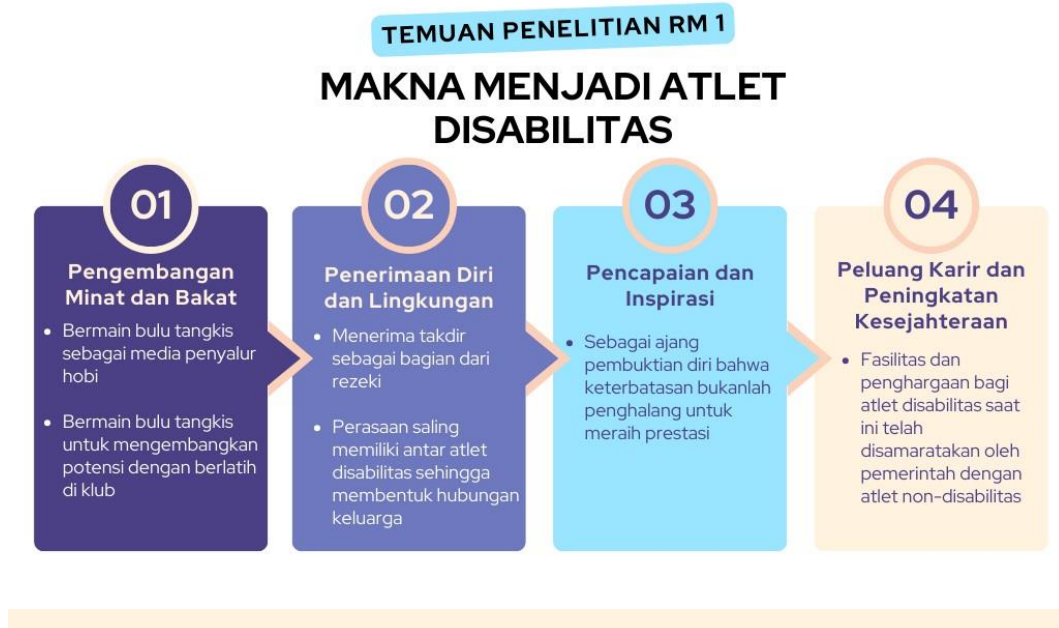 TEMUAN PENELITIAN RM 1
MAKNA MENJADI ATLET
DISABILITAS
01
Pengembangan
Minat dan Bakat
• Bermain bulu tangkis
sebagai media penyalur
hobi
• Bermain bulu tangkis
untuk mengembangkan
potensi dengan berlatih
di klub
02
Penerimaan Diri
dan Lingkungan
• Menerima takdir
sebagai bagian dari
rezeki
• Perasaan saling
memiliki antar atlet
disabilitas sehingga
membentuk hubungan
keluarga
03
Pencapaian dan
Inspirasi
• Sebagai ajang
pembuktian diri bahwa
keterbatasan bukanlah
penghalang untuk
meraih prestasi
04
Peluang Karir dan
Peningkatan
Kesejahteraan
• Fasilitas dan
penghargaan bagi
atlet disabilitas saat
ini telah
disamaratakan oleh
pemerintah dengan
atlet non-disabilitas